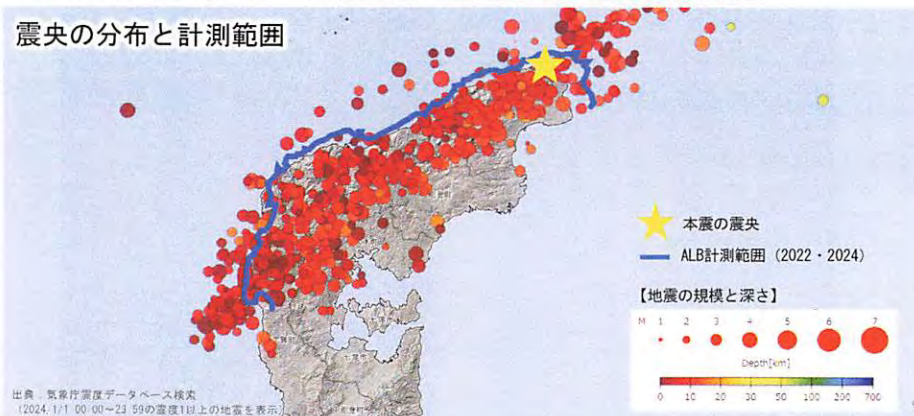 震央の分布と計測範囲
本震の震央
ALB計測範囲（2022・2024）
【地震の規模と深さ】
M 1 2 3 4 5 6 7
Depth[km]
0 10 20 30 50 100 200 700
出典：気象庁震度データベース検索
（2024/1/1 00:00～23:59の震度1以上の地震を表示）